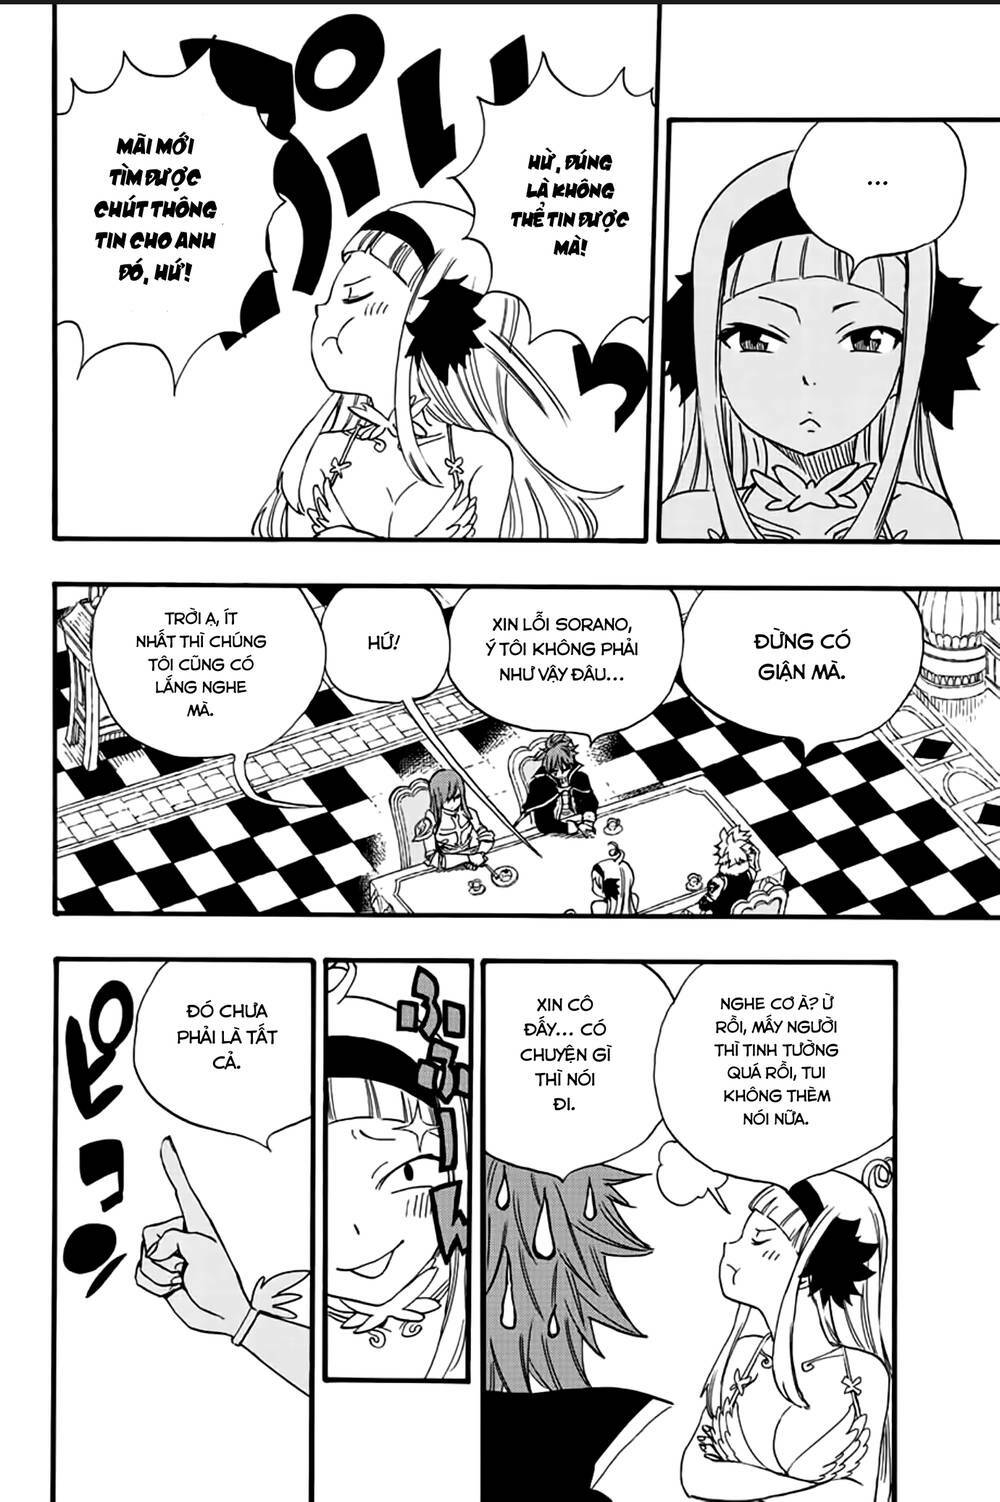 ...
HỪ, ĐÚNG
LÀ KHÔNG
THỂ TIN ĐƯỢC
MÀ!
MÃI MỚI
TÌM ĐƯỢC
CHÚT THÔNG
TIN CHO ANH
ĐÓ, HỨ!
ĐỪNG CÓ
GIẬN MÀ.
XIN LỖI SORANO,
Ý TÔI KHÔNG PHẢI
NHƯ VẬY ĐÂU...
HỨ!
TRỜI Ạ, ÍT
NHẤT THÌ CHÚNG
TÔI CŨNG CÓ
LẮNG NGHE
MÀ.
NGHE CƠ À? Ừ
RỒI, MẤY NGƯỜI
THÌ TINH TƯỜNG
QUÁ RỒI, TUI
KHÔNG THÈM
NÓI NỮA.
XIN CÔ
ĐẤY... CÓ
CHUYỆN GÌ
THÌ NÓI
ĐI.
ĐÓ CHƯA
PHẢI LÀ TẤT
CẢ.
ピコン